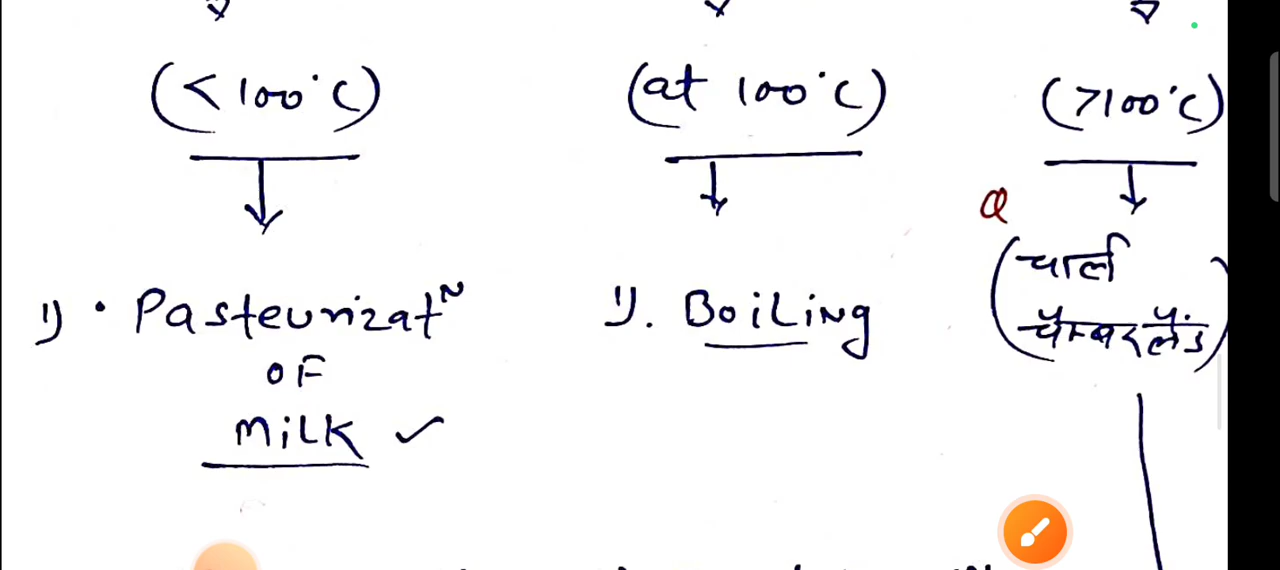 (< 100°C)
(at 100°C)
(>100°C)
Q
(चार्ल
चैम्बरलैंड)
1) • Pasteurizatⁿ
OF
MiLK ✓
1). BoiLing